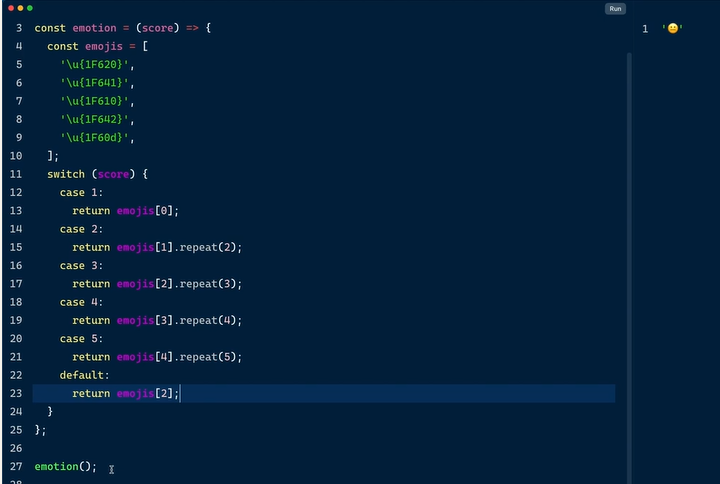 Run
3 const emotion = (score) => {
4 const emojis = [
5 '\u{1F620}',
6 '\u{1F641}',
7 '\u{1F610}',
8 '\u{1F642}',
9 '\u{1F60d}',
10 ];
11 switch (score) {
12 case 1:
13 return emojis[0];
14 case 2:
15 return emojis[1].repeat(2);
16 case 3:
17 return emojis[2].repeat(3);
18 case 4:
19 return emojis[3].repeat(4);
20 case 5:
21 return emojis[4].repeat(5);
22 default:
23 return emojis[2];
24 }
25 };
26
27 emotion();
28
1 '😐'